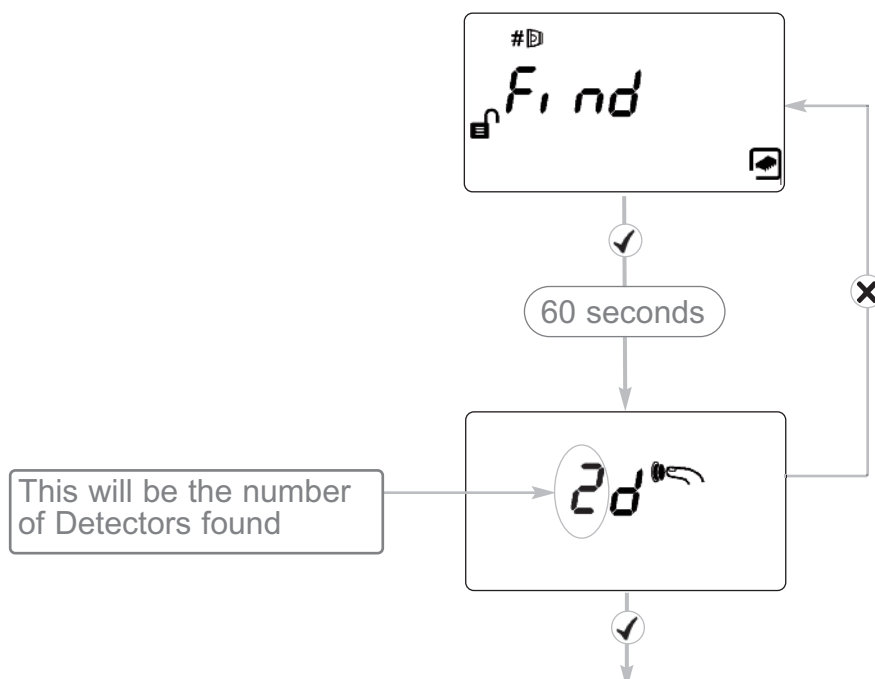 #
Find
60 seconds
2d
This will be the number
of Detectors found